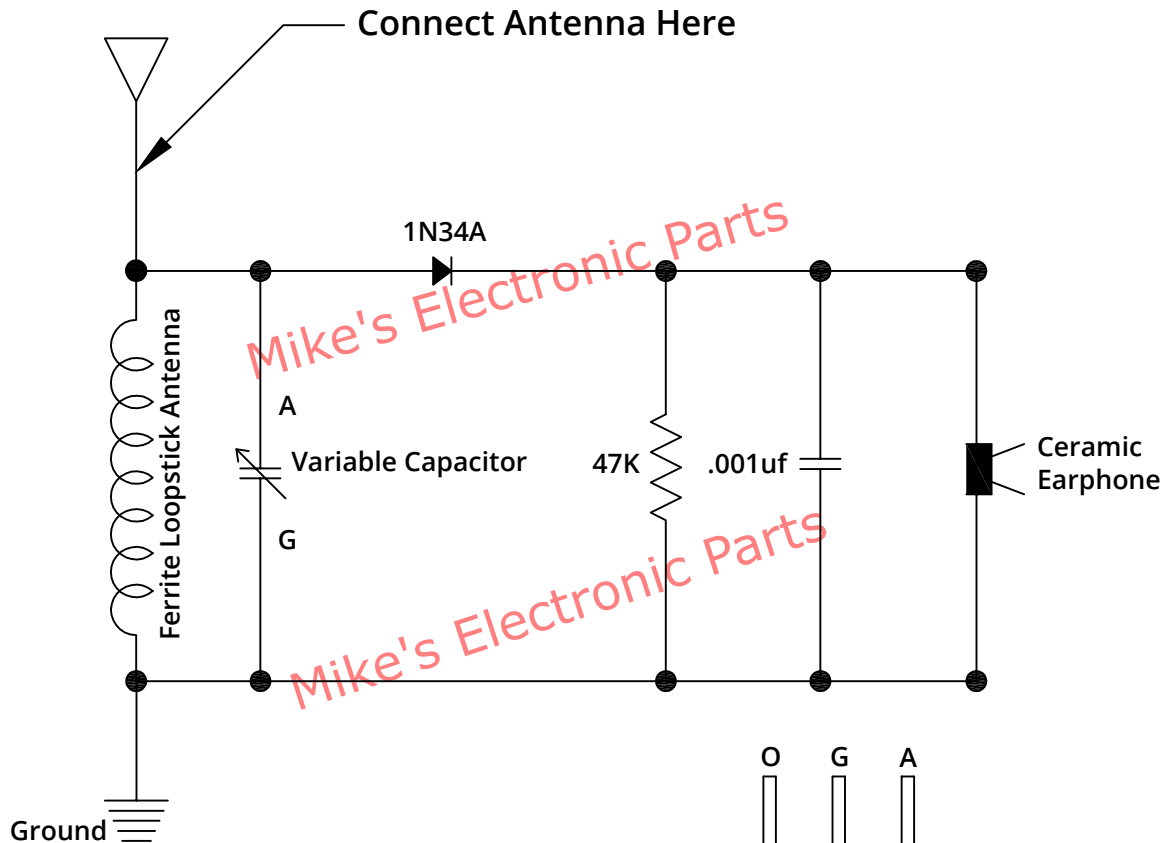 Connect Antenna Here
1N34A
Mike's Electronic Parts
Ferrite Loopstick Antenna
A
Variable Capacitor
G
47K
.001uf
Ceramic
Earphone
Mike's Electronic Parts
O G A
Ground